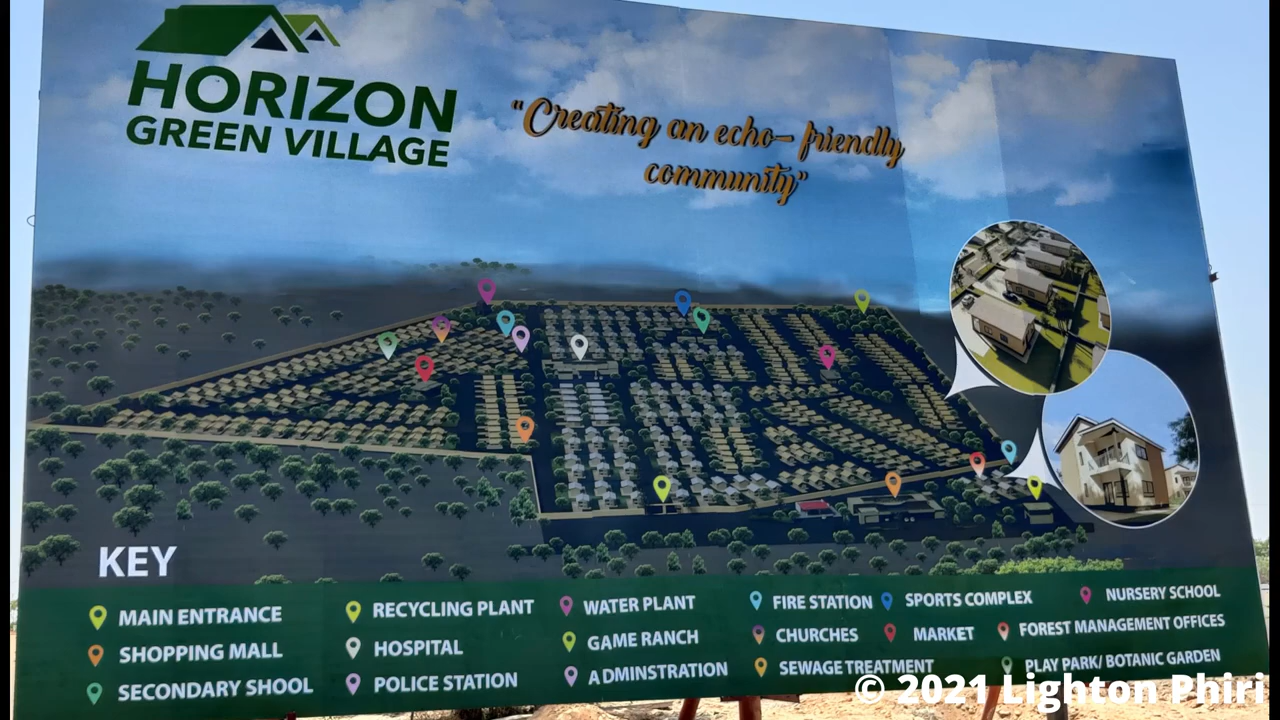 HORIZON
GREEN VILLAGE
"Creating an echo- friendly
community"
KEY
MAIN ENTRANCE
SHOPPING MALL
SECONDARY SHOOL
RECYCLING PLANT
HOSPITAL
POLICE STATION
WATER PLANT
GAME RANCH
ADMINSTRATION
FIRE STATION
CHURCHES
SEWAGE TREATMENT
SPORTS COMPLEX
MARKET
NURSERY SCHOOL
FOREST MANAGEMENT OFFICES
PLAY PARK/ BOTANIC GARDEN
© 2021 Lighton Phiri